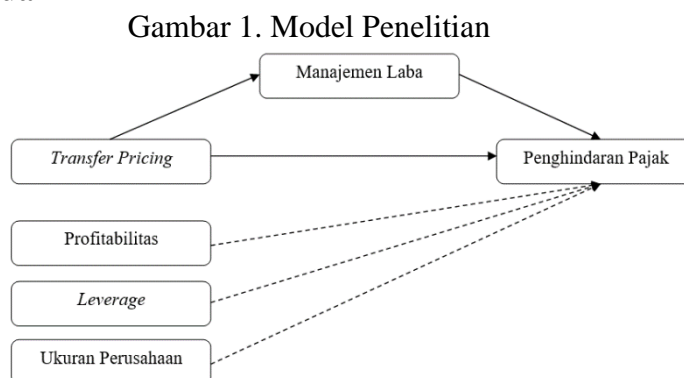 Gambar 1. Model Penelitian
Manajemen Laba
Transfer Pricing
Penghindaran Pajak
Profitabilitas
Leverage
Ukuran Perusahaan